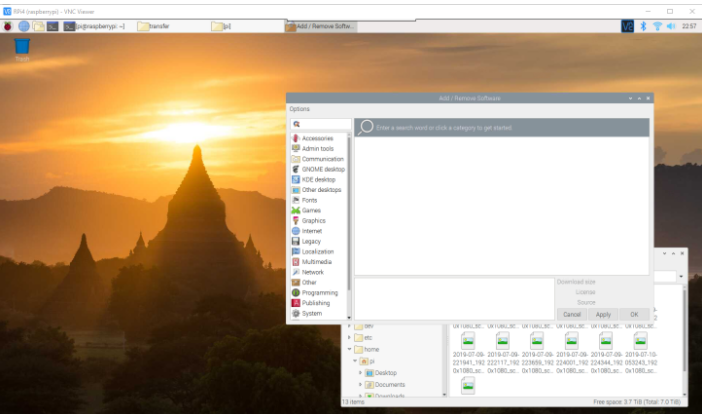 RPi4 (raspberrypi) - VNC Viewer
[pi@raspberrypi: ~]
transfer
[pi]
Add / Remove Softw...
22:57
Trash
Add / Remove Software
Options
Enter a search word or click a category to get started
Accessories
Admin tools
Communication
GNOME desktop
KDE desktop
Other desktops
Fonts
Games
Graphics
Internet
Legacy
Localization
Multimedia
Network
Other
Programming
Publishing
System
Download size
License
Source
Cancel
Apply
OK
dev
0x1080_sc..
0x1080_sc..
0x1080_sc..
0x1080_sc..
0x1080_sc..
etc
home
pi
Desktop
Documents
Downloads
2019-07-09- 2019-07-09- 2019-07-09- 2019-07-09- 2019-07-09- 2019-07-10-
221941_192 222117_192 223659_192 224001_192 224344_192 053243_192
0x1080_sc.. 0x1080_sc.. 0x1080_sc.. 0x1080_sc.. 0x1080_sc.. 0x1080_sc..
13 items
Free space: 3.7 TiB (Total: 7.0 TiB)